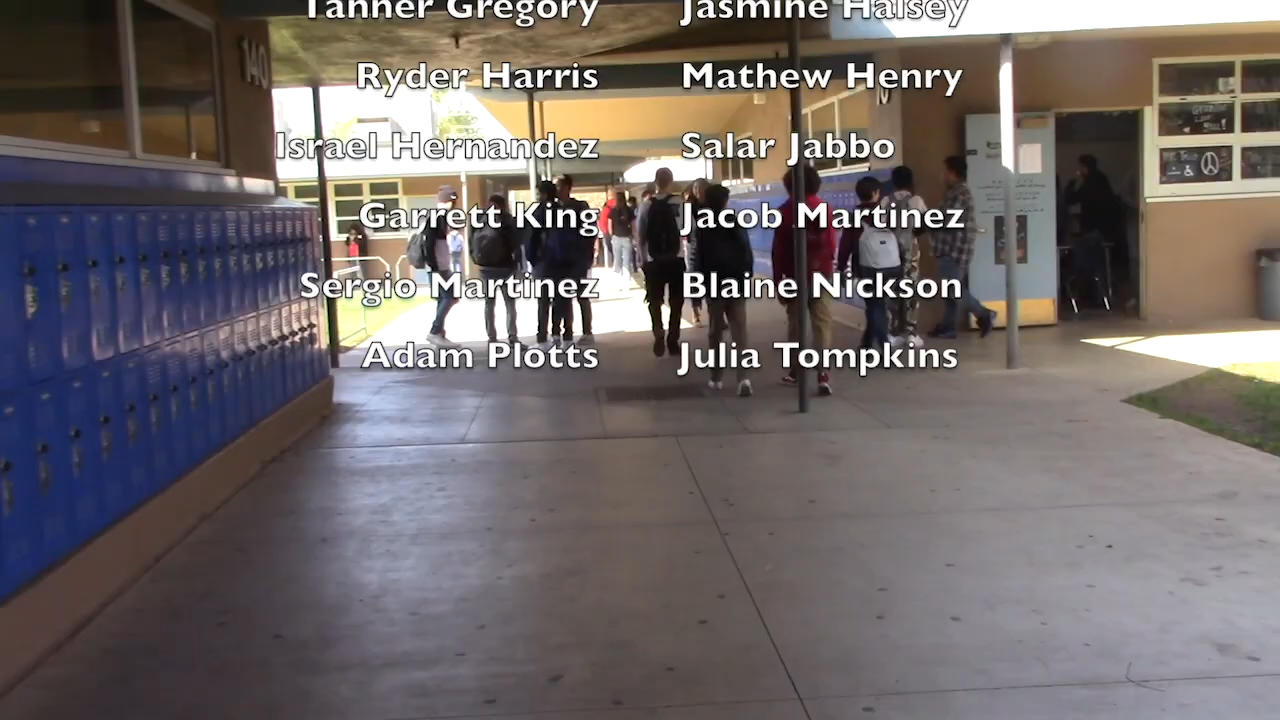 Tanner Gregory Jasmine Halsey
140
Ryder Harris Mathew Henry
Israel Hernandez Salar Jabbo
Garrett King Jacob Martinez
Sergio Martinez Blaine Nickson
Adam Plotts Julia Tompkins